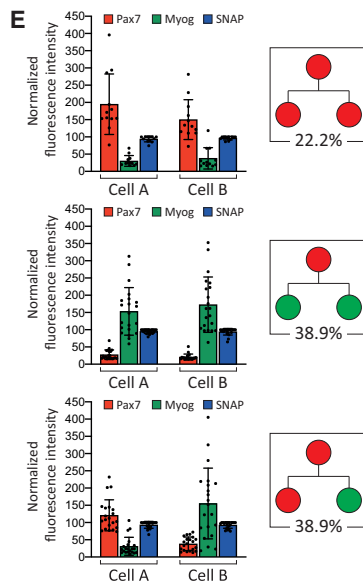 E
Pax7 Myog SNAP
Normalized
fluorescence intensity
450
400
350
300
250
200
150
100
50
0
Cell A Cell B
22.2%
Pax7 Myog SNAP
Normalized
fluorescence intensity
450
400
350
300
250
200
150
100
50
0
Cell A Cell B
38.9%
Pax7 Myog SNAP
Normalized
fluorescence intensity
450
400
350
300
250
200
150
100
50
0
Cell A Cell B
38.9%